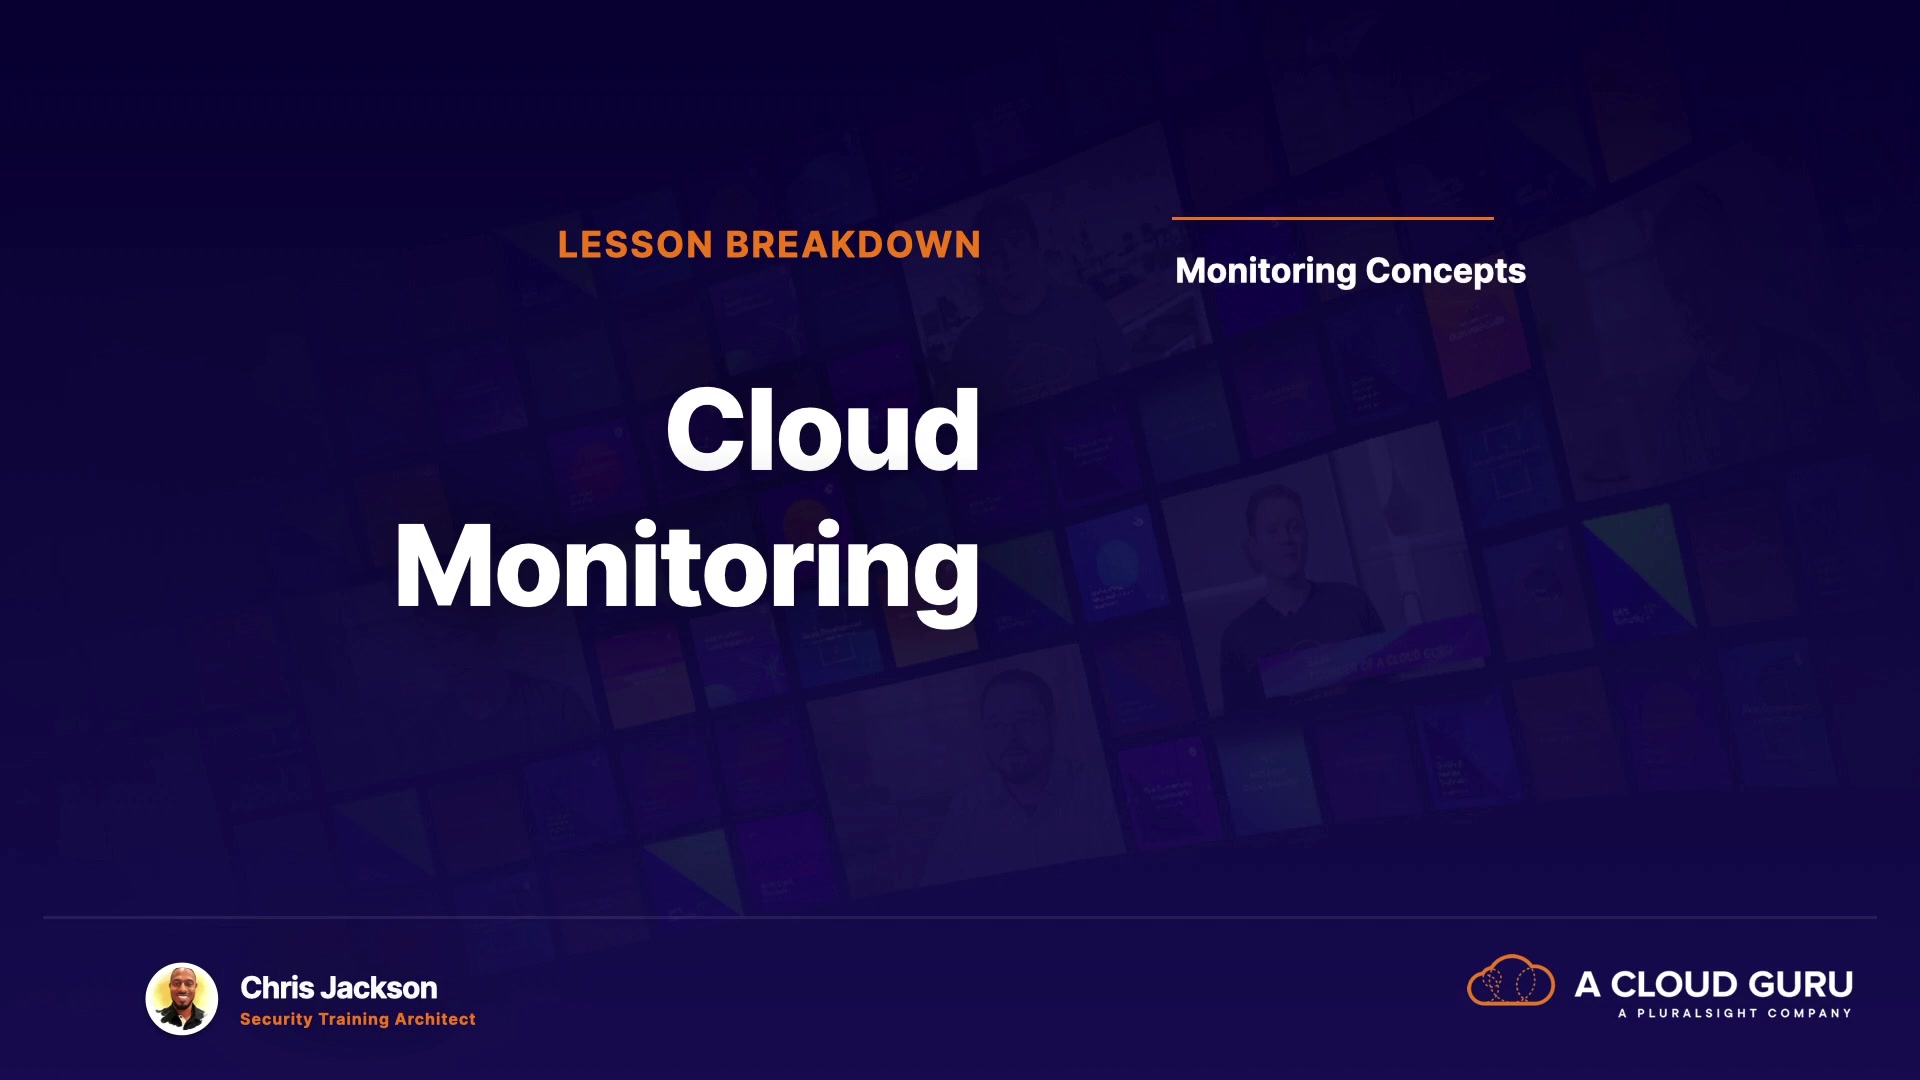 LESSON BREAKDOWN
Cloud
Monitoring
Monitoring Concepts
Chris Jackson
Security Training Architect
A CLOUD GURU
A PLURALSIGHT COMPANY